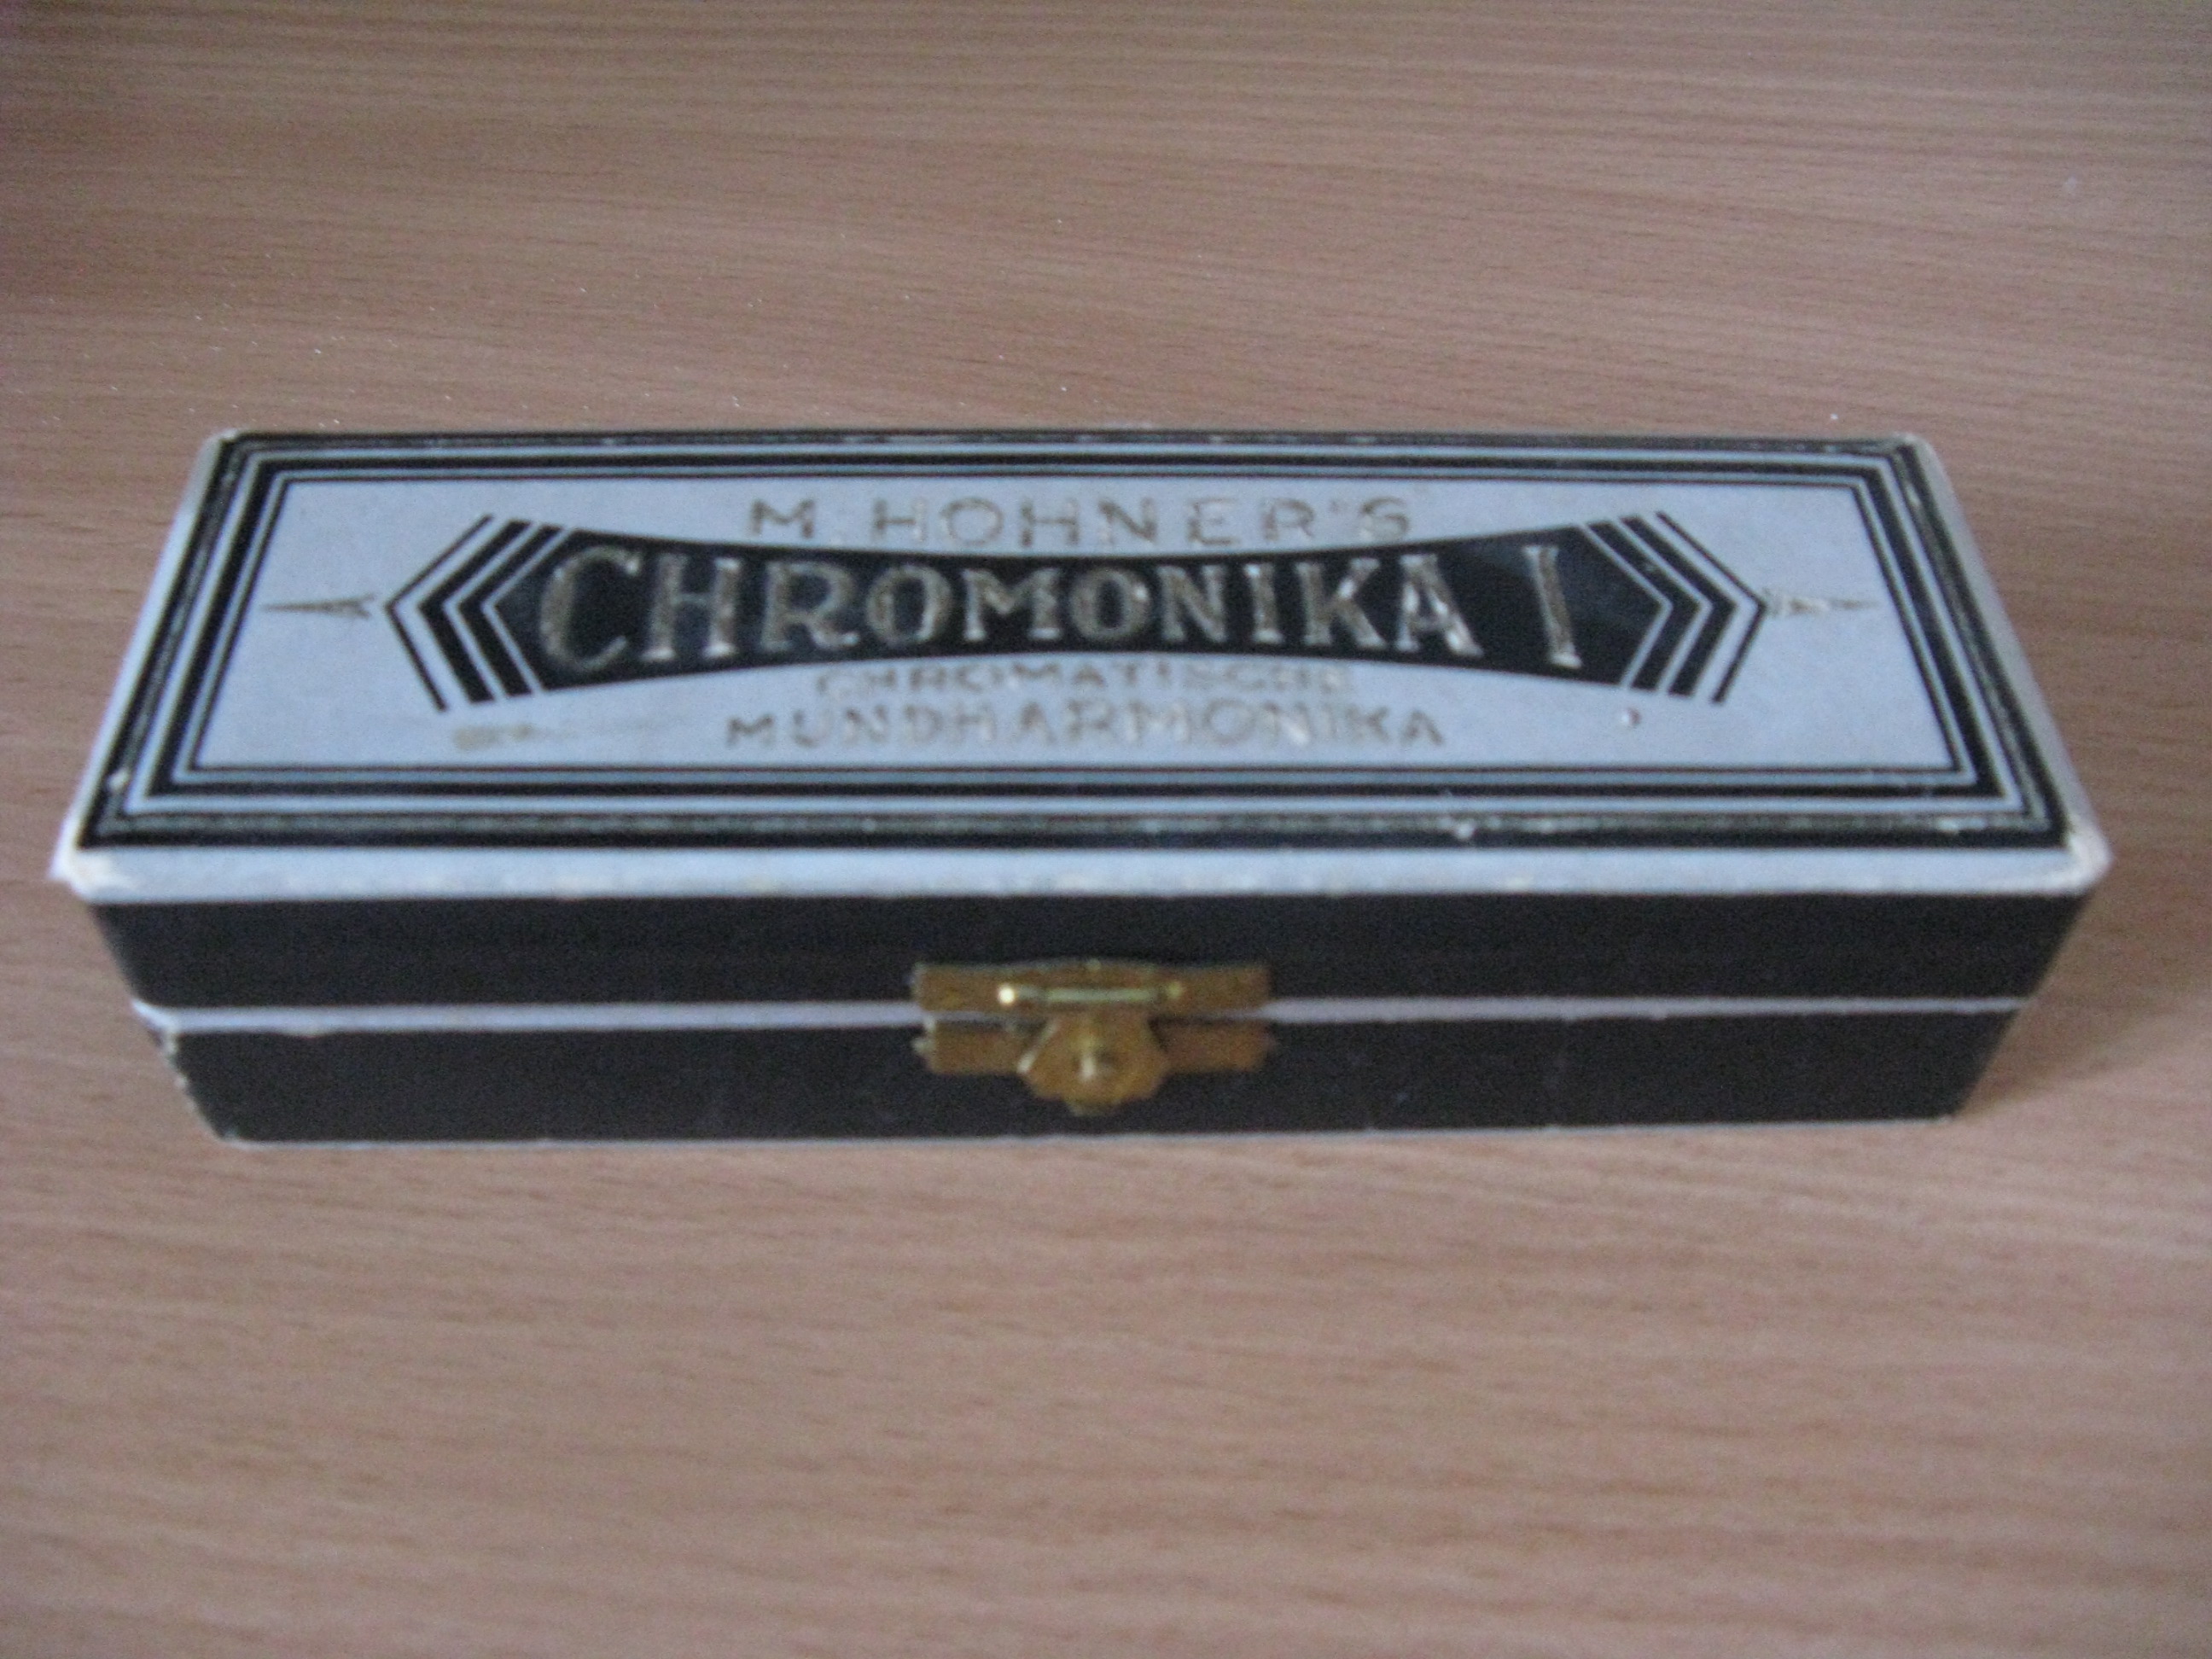 M. HOHNER'S
CHROMONIKA I
CHROMATISCHE
MUNDHARMONIKA